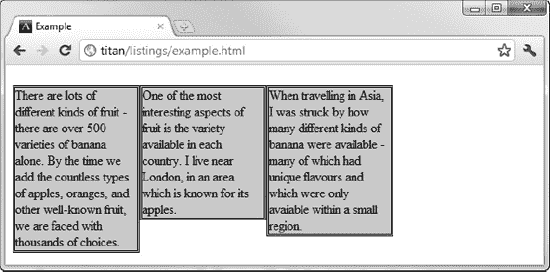 Example
titan/listings/example.html
There are lots of
different kinds of fruit -
there are over 500
varieties of banana
alone. By the time we
add the countless types
of apples, oranges, and
other well-known fruit,
we are faced with
thousands of choices.
One of the most
interesting aspects of
fruit is the variety
available in each
country. I live near
London, in an area
which is known for its
apples.
When travelling in Asia,
I was struck by how
many different kinds of
banana were available -
many of which had
unique flavours and
which were only
avaiable within a small
region.